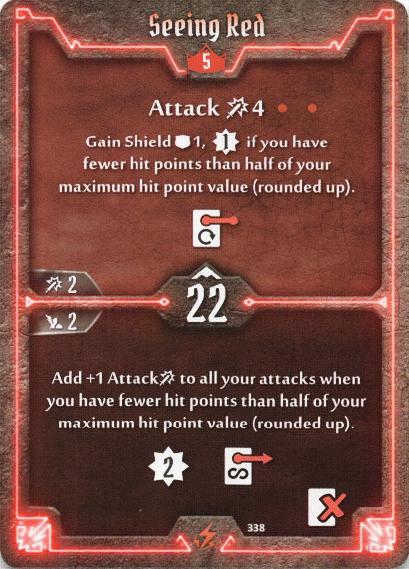 Seeing Red
5
Attack 4
Gain Shield 1, 1 if you have
fewer hit points than half of your
maximum hit point value (rounded up).
2
22
2
Add +1 Attack to all your attacks when
you have fewer hit points than half of your
maximum hit point value (rounded up).
2
338